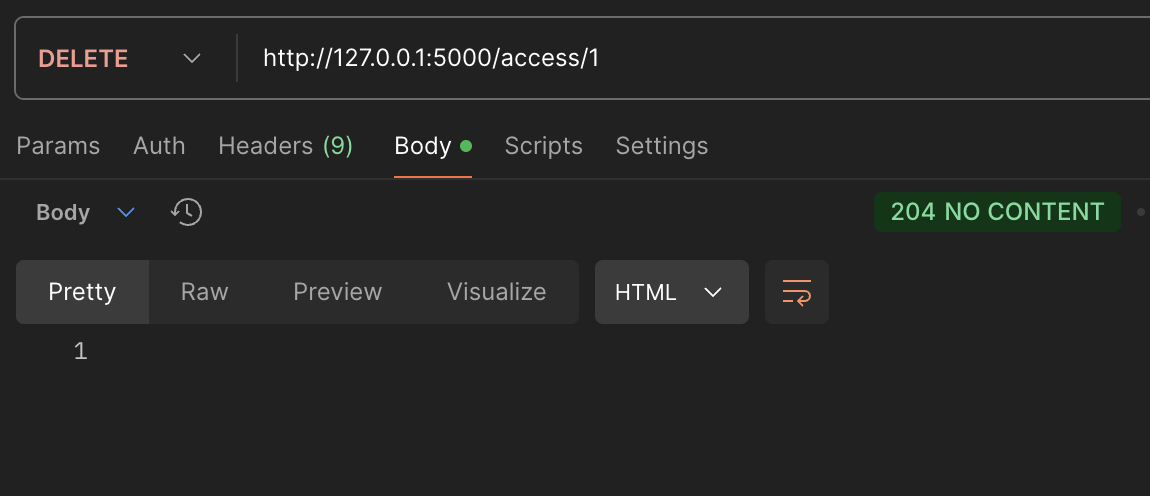 DELETE http://127.0.0.1:5000/access/1
Params Auth Headers (9) Body Scripts Settings
Body 204 NO CONTENT
Pretty Raw Preview Visualize HTML
1